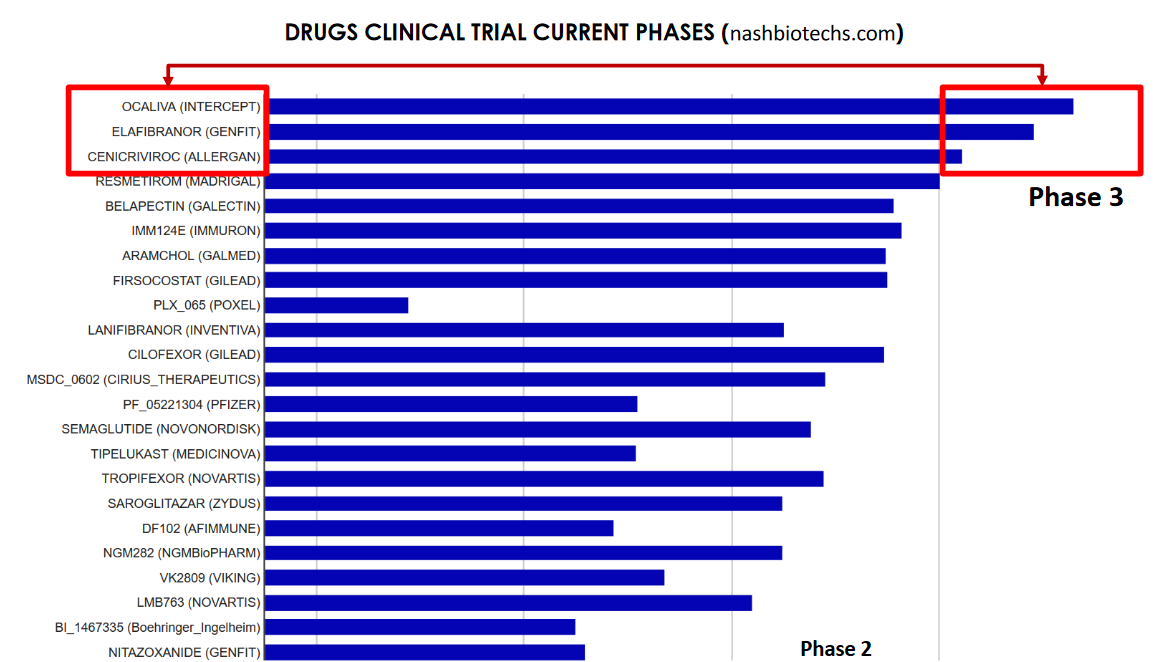 DRUGS CLINICAL TRIAL CURRENT PHASES (nashbiotechs.com)
OCALIVA (INTERCEPT)
ELAFIBRANOR (GENFIT)
CENICRIVIROC (ALLERGAN)
RESMETIROM (MADRIGAL)
Phase 3
BELAPECTIN (GALECTIN)
IMM124E (IMMURON)
ARAMCHOL (GALMED)
FIRSOCOSTAT (GILEAD)
PLX_065 (POXEL)
LANIFIBRANOR (INVENTIVA)
CILOFEXOR (GILEAD)
MSDC_0602 (CIRIUS_THERAPEUTICS)
PF_05221304 (PFIZER)
SEMAGLUTIDE (NOVONORDISK)
TIPELUKAST (MEDICINOVA)
TROPIFEXOR (NOVARTIS)
SAROGLITAZAR (ZYDUS)
DF102 (AFIMMUNE)
NGM282 (NGMBioPHARM)
VK2809 (VIKING)
LMB763 (NOVARTIS)
BI_1467335 (Boehringer_Ingelheim)
NITAZOXANIDE (GENFIT)
Phase 2